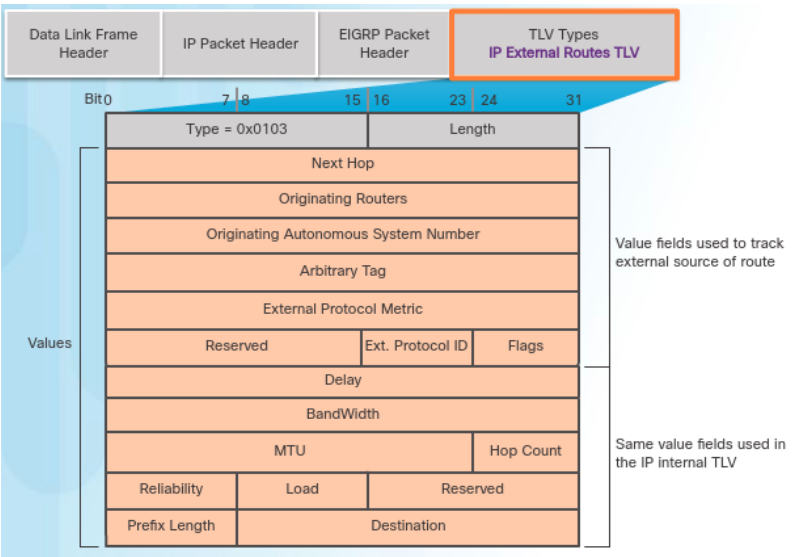 Data Link Frame
Header
IP Packet Header
EIGRP Packet
Header
TLV Types
IP External Routes TLV
Bit 0 7 8 15 16 23 24 31
Type = 0x0103 Length
Next Hop
Originating Routers
Originating Autonomous System Number
Arbitrary Tag
External Protocol Metric
Reserved Ext. Protocol ID Flags
Value fields used to track
external source of route
Values
Delay
BandWidth
MTU Hop Count
Reliability Load Reserved
Prefix Length Destination
Same value fields used in
the IP internal TLV